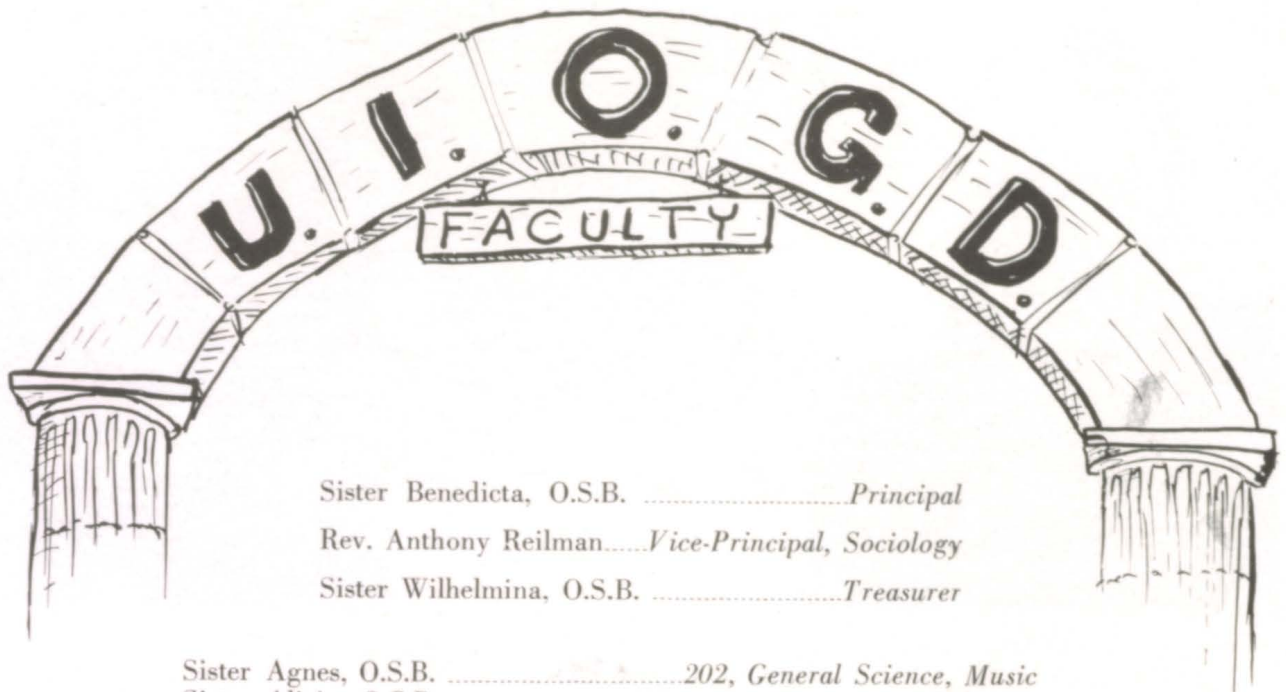 U. I. O. G. D.
FACULTY
Sister Benedicta, O.S.B. ........................ Principal
Rev. Anthony Reilman ...... Vice-Principal, Sociology
Sister Wilhelmina, O.S.B. ....................... Treasurer
Sister Agnes, O.S.B. ............................ 202, General Science, Music